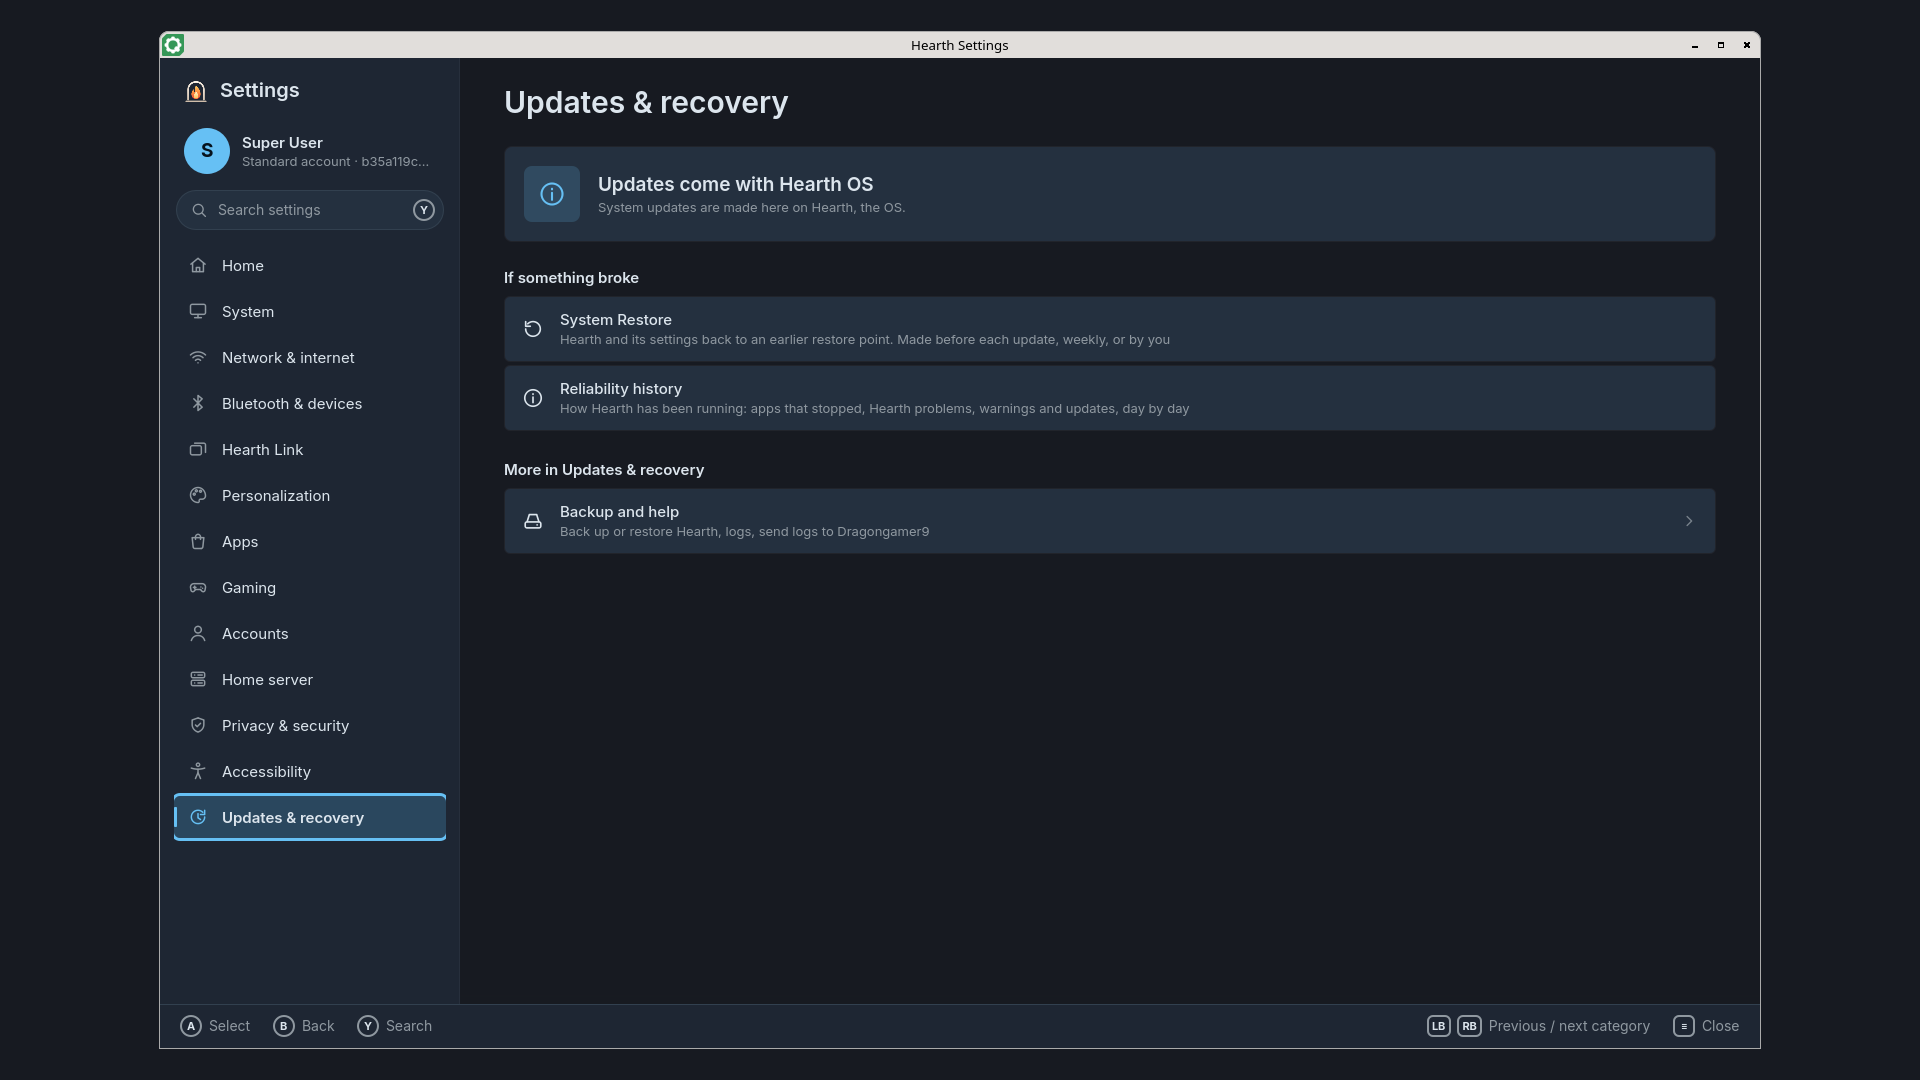 Hearth Settings
Settings
S
Super User
Standard account · b35a119c...
Search settings
Y
Home
System
Network & internet
Bluetooth & devices
Hearth Link
Personalization
Apps
Gaming
Accounts
Home server
Privacy & security
Accessibility
Updates & recovery
Updates & recovery
Updates come with Hearth OS
System updates are made here on Hearth, the OS.
If something broke
System Restore
Hearth and its settings back to an earlier restore point. Made before each update, weekly, or by you
Reliability history
How Hearth has been running: apps that stopped, Hearth problems, warnings and updates, day by day
More in Updates & recovery
Backup and help
Back up or restore Hearth, logs, send logs to Dragongamer9
A Select B Back Y Search
LB RB Previous / next category ≡ Close